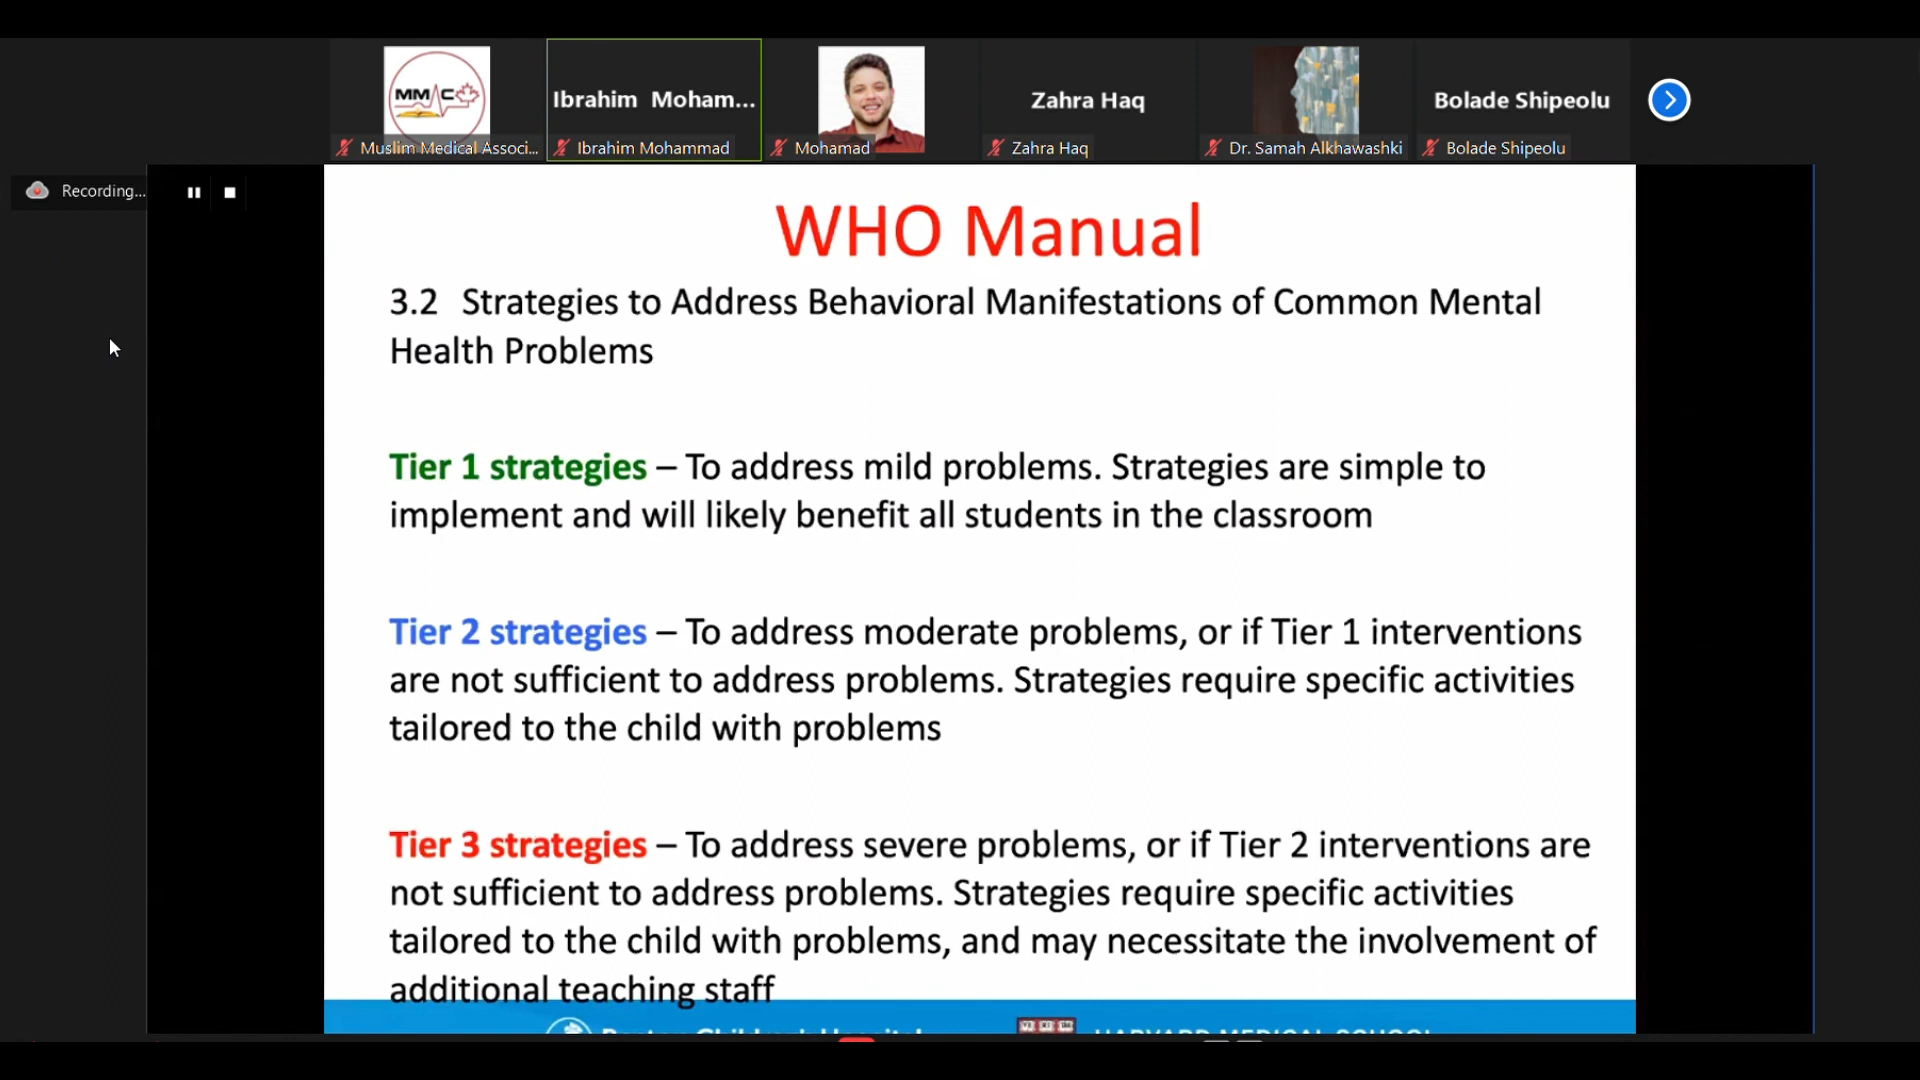 MMAC
Ibrahim Moham...
Zahra Haq
Bolade Shipeolu
Muslim Medical Associ...
Ibrahim Mohammad
Mohamad
Zahra Haq
Dr. Samah Alkhawashki
Bolade Shipeolu
Recording...
WHO Manual
3.2 Strategies to Address Behavioral Manifestations of Common Mental
Health Problems
Tier 1 strategies – To address mild problems. Strategies are simple to
implement and will likely benefit all students in the classroom
Tier 2 strategies – To address moderate problems, or if Tier 1 interventions
are not sufficient to address problems. Strategies require specific activities
tailored to the child with problems
Tier 3 strategies – To address severe problems, or if Tier 2 interventions are
not sufficient to address problems. Strategies require specific activities
tailored to the child with problems, and may necessitate the involvement of
additional teaching staff
Boston Children's Hospital
HARVARD MEDICAL SCHOOL